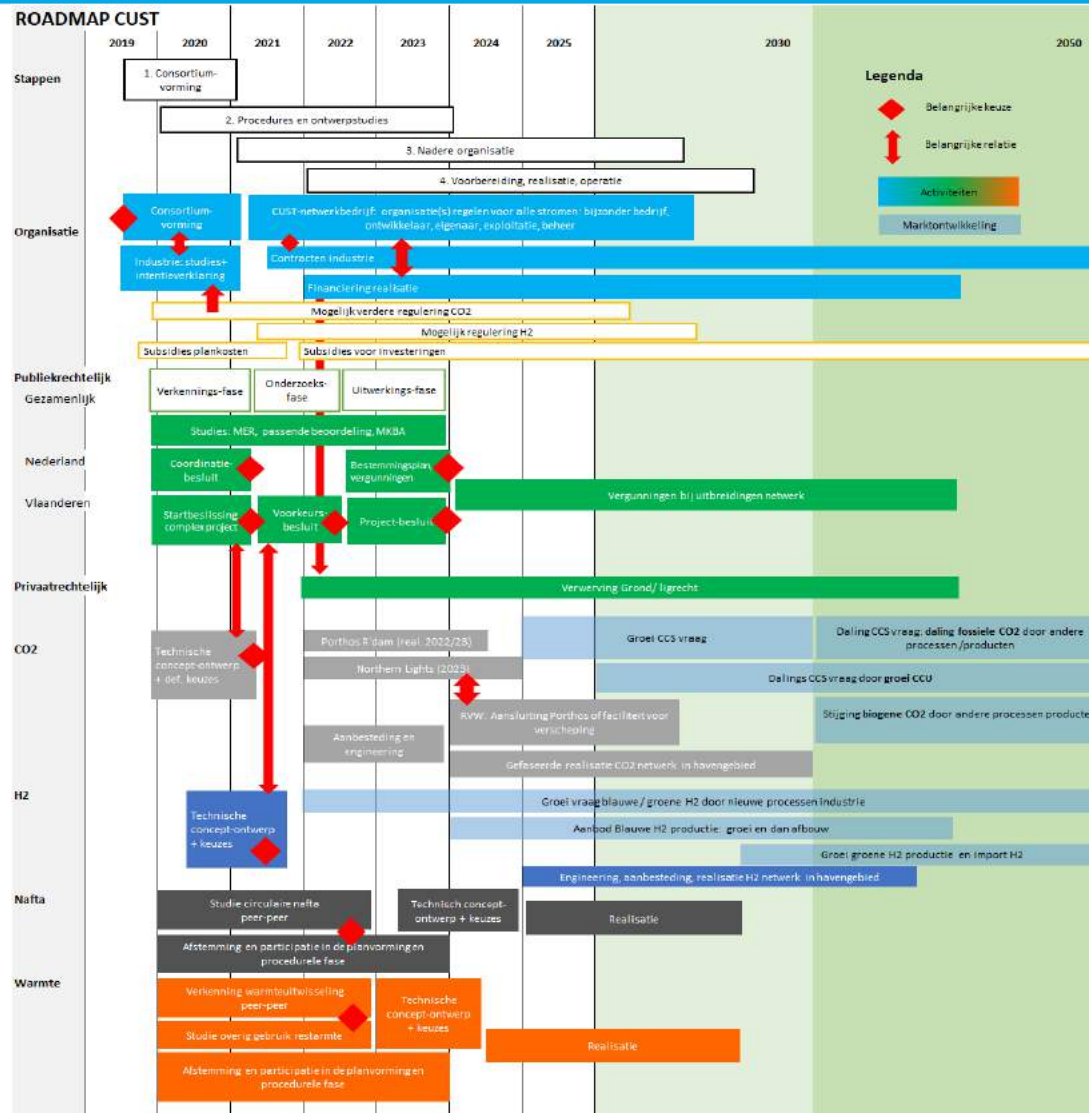 ROADMAP CUST
2019 2020 2021 2022 2023 2024 2025 2030 2050
Stappen
1. Consortium-
vorming
2. Procedures en ontwerpstudies
3. Nadere organisatie
4. Voorbereiding, realisatie, operatie
Legenda
Belangrijke keuze
Belangrijke relatie
Activiteiten
Marktontwikkeling
Organisatie
Consortium-
vorming
CUST-netwerkbedrijf: organisatie(s) regelen voor alle stromen: bijzonder bedrijf,
ontwikkelaar, eigenaar, exploitatie, beheer
Industrie: studies+
intentieverklaring
Contracten industrie
Financiering realisatie
Mogelijk verdere regulering CO2
Mogelijk regulering H2
Subsidies plankosten
Subsidies voor investeringen
Publiekrechtelijk
Gezamenlijk
Verkennings-fase
Onderzoeks-
fase
Uitwerkings-fase
Studies: MER, passende beoordeling, MKBA
Nederland
Coordinatie-
besluit
Bestemmingsplan,
vergunningen
Vlaanderen
Startbeslissing
complex project
Voorkeurs-
besluit
Project-besluit
Vergunningen bij uitbreidingen netwerk
Privaatrechtelijk
Verwerving Grond/ ligrecht
CO2
Technische
concept-ontwerp
+ def. keuzes
Porthos R'dam (real. 2022/23)
Northern Lights (2023)
Groei CCS vraag
Daling CCS vraag: daling fossiele CO2 door andere
processen /producten
Dalings CCS vraag door groei CCU
RVW. Aansluiting Porthos of faciliteit voor
verscheping
Stijging biogene CO2 door andere processen producte
Aanbesteding en
engineering
Gefaseerde realisatie CO2 netwerk in havengebied
H2
Technische
concept-ontwerp
+ keuzes
Groei vraag blauwe/ groene H2 door nieuwe processen industrie
Aanbod Blauwe H2 productie: groei en dan afbouw
Groei groene H2 productie en import H2
Engineering, aanbesteding, realisatie H2 netwerk in havengebied
Nafta
Studie circulaire nafta
peer-peer
Technisch concept-
ontwerp + keuzes
Realisatie
Afstemming en participatie in de planvorming en
procedurele fase
Warmte
Verkenning warmteuitwisseling
peer-peer
Technische
concept-ontwerp
+ keuzes
Studie overig gebruik restarmte
Realisatie
Afstemming en participatie in de planvorming en
procedurele fase